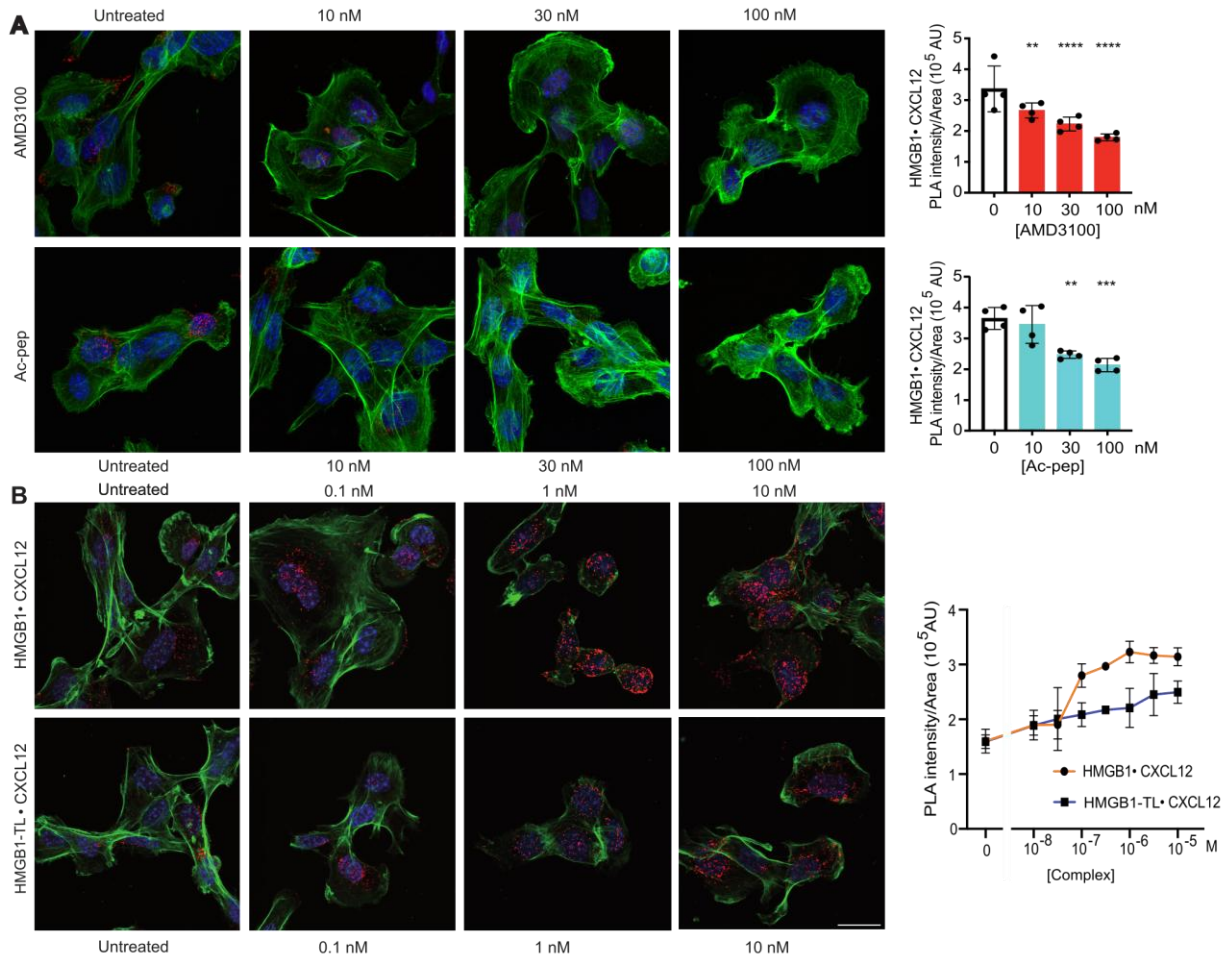 A
Untreated
10 nM
30 nM
100 nM
AMD3100
Ac-pep
Untreated
10 nM
30 nM
100 nM
HMGB1• CXCL12
PLA intensity/Area (10⁵ AU)
5
4
3
2
1
0
**
****
****
0
10
30
100
nM
[AMD3100]
HMGB1• CXCL12
PLA intensity/Area (10⁵ AU)
5
4
3
2
1
0
**
***
0
10
30
100
nM
[Ac-pep]
B
Untreated
0.1 nM
1 nM
10 nM
HMGB1• CXCL12
HMGB1-TL• CXCL12
Untreated
0.1 nM
1 nM
10 nM
PLA intensity/Area (10⁵AU)
4
3
2
1
0
HMGB1• CXCL12
HMGB1-TL• CXCL12
0
10⁻⁸
10⁻⁷
10⁻⁶
10⁻⁵
M
[Complex]